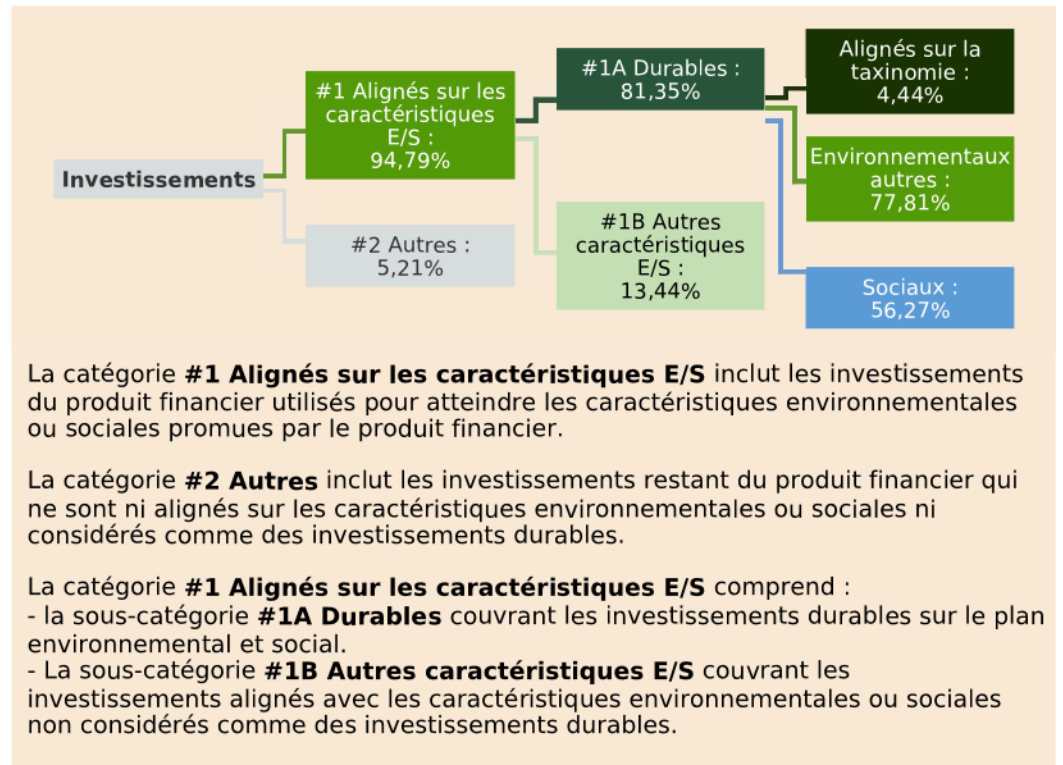 Investissements
#1 Alignés sur les
caractéristiques
E/S :
94,79%
#2 Autres :
5,21%
#1A Durables :
81,35%
#1B Autres
caractéristiques
E/S :
13,44%
Alignés sur la
taxinomie :
4,44%
Environnementaux
autres :
77,81%
Sociaux :
56,27%
La catégorie #1 Alignés sur les caractéristiques E/S inclut les investissements
du produit financier utilisés pour atteindre les caractéristiques environnementales
ou sociales promues par le produit financier.
La catégorie #2 Autres inclut les investissements restant du produit financier qui
ne sont ni alignés sur les caractéristiques environnementales ou sociales ni
considérés comme des investissements durables.
La catégorie #1 Alignés sur les caractéristiques E/S comprend :
- la sous-catégorie #1A Durables couvrant les investissements durables sur le plan
environnemental et social.
- La sous-catégorie #1B Autres caractéristiques E/S couvrant les
investissements alignés avec les caractéristiques environnementales ou sociales
non considérés comme des investissements durables.